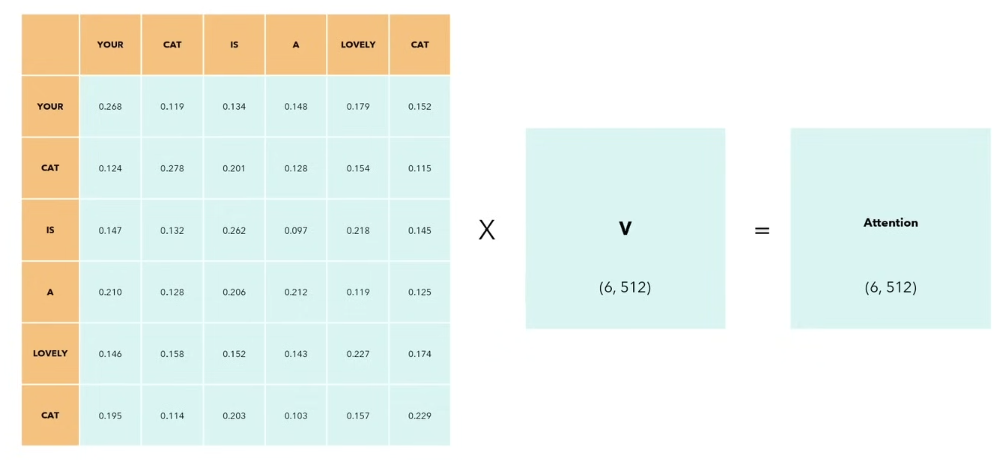 YOUR CAT IS A LOVELY CAT
YOUR 0.268 0.119 0.134 0.148 0.179 0.152
CAT 0.124 0.278 0.201 0.128 0.154 0.115
IS 0.147 0.132 0.262 0.097 0.218 0.145
A 0.210 0.128 0.206 0.212 0.119 0.125
LOVELY 0.146 0.158 0.152 0.143 0.227 0.174
CAT 0.195 0.114 0.203 0.103 0.157 0.229
X
V
(6, 512)
=
Attention
(6, 512)